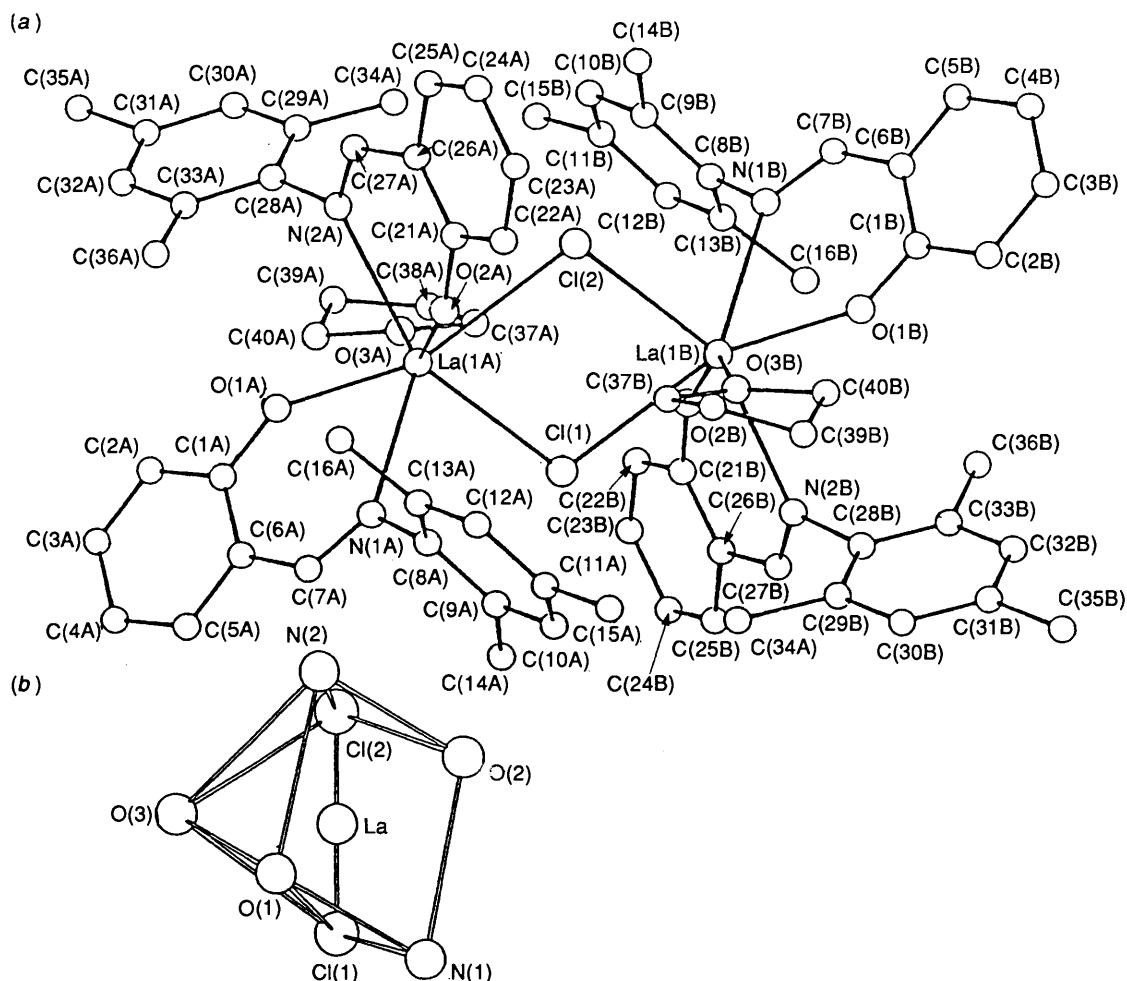 (a)
C(14B)
C(25A) C(24A)
C(10B)
C(5B)
C(35A) C(30A) C(34A)
C(4B)
C(31A) C(29A)
C(15B) C(9B)
C(7B) C(6B)
C(8B)
C(26A)
C(11B) N(1B)
C(32A) C(33A)
C(27A) C(23A)
C(3B)
C(28A) C(22A) C(12B)
C(1B)
N(2A) C(21A)
C(13B)
C(36A)
C(16B) C(2B)
C(39A) C(38A) O(2A)
Cl(2)
C(40A) C(37A)
O(1B)
O(3A) La(1A)
La(1B) O(3B)
O(1A)
C(37B) C(40B)
C(2A) C(1A)
Cl(1)
O(2B) C(39B)
C(16A) C(13A)
C(36B)
C(12A)
C(22B) C(21B)
C(26B) N(2B)
C(3A) C(6A)
C(23B) C(28B) C(33B)
N(1A)
C(11A)
C(32B)
C(8A)
C(7A)
C(27B)
C(9A)
C(35B)
C(4A) C(5A)
C(15A)
C(29B) C(31B)
N(2)
C(10A)
C(25B) C(34A) C(30B)
C(14A)
C(24B)
(b)
Cl(2)
O(2)
O(3)
La
O(1)
Cl(1) N(1)